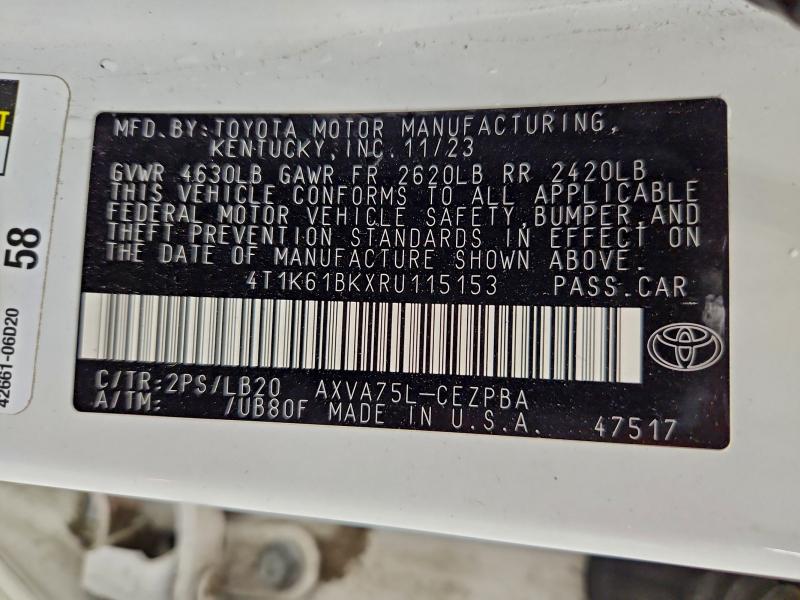 MFD. BY: TOYOTA MOTOR MANUFACTURING,
KENTUCKY, INC. 11/23
GVWR 4630LB GAWR FR 2620LB RR 2420LB
THIS VEHICLE CONFORMS TO ALL APPLICABLE
FEDERAL MOTOR VEHICLE SAFETY, BUMPER, AND
THEFT PREVENTION STANDARDS IN EFFECT ON
THE DATE OF MANUFACTURE SHOWN ABOVE.
4T1K61BKXRU115153 PASS. CAR
C/TR: 2PS/LB20 AXVA75L-CEZPBA
A/TM: /UB80F MADE IN U.S.A. 47517
58
42661-06D20